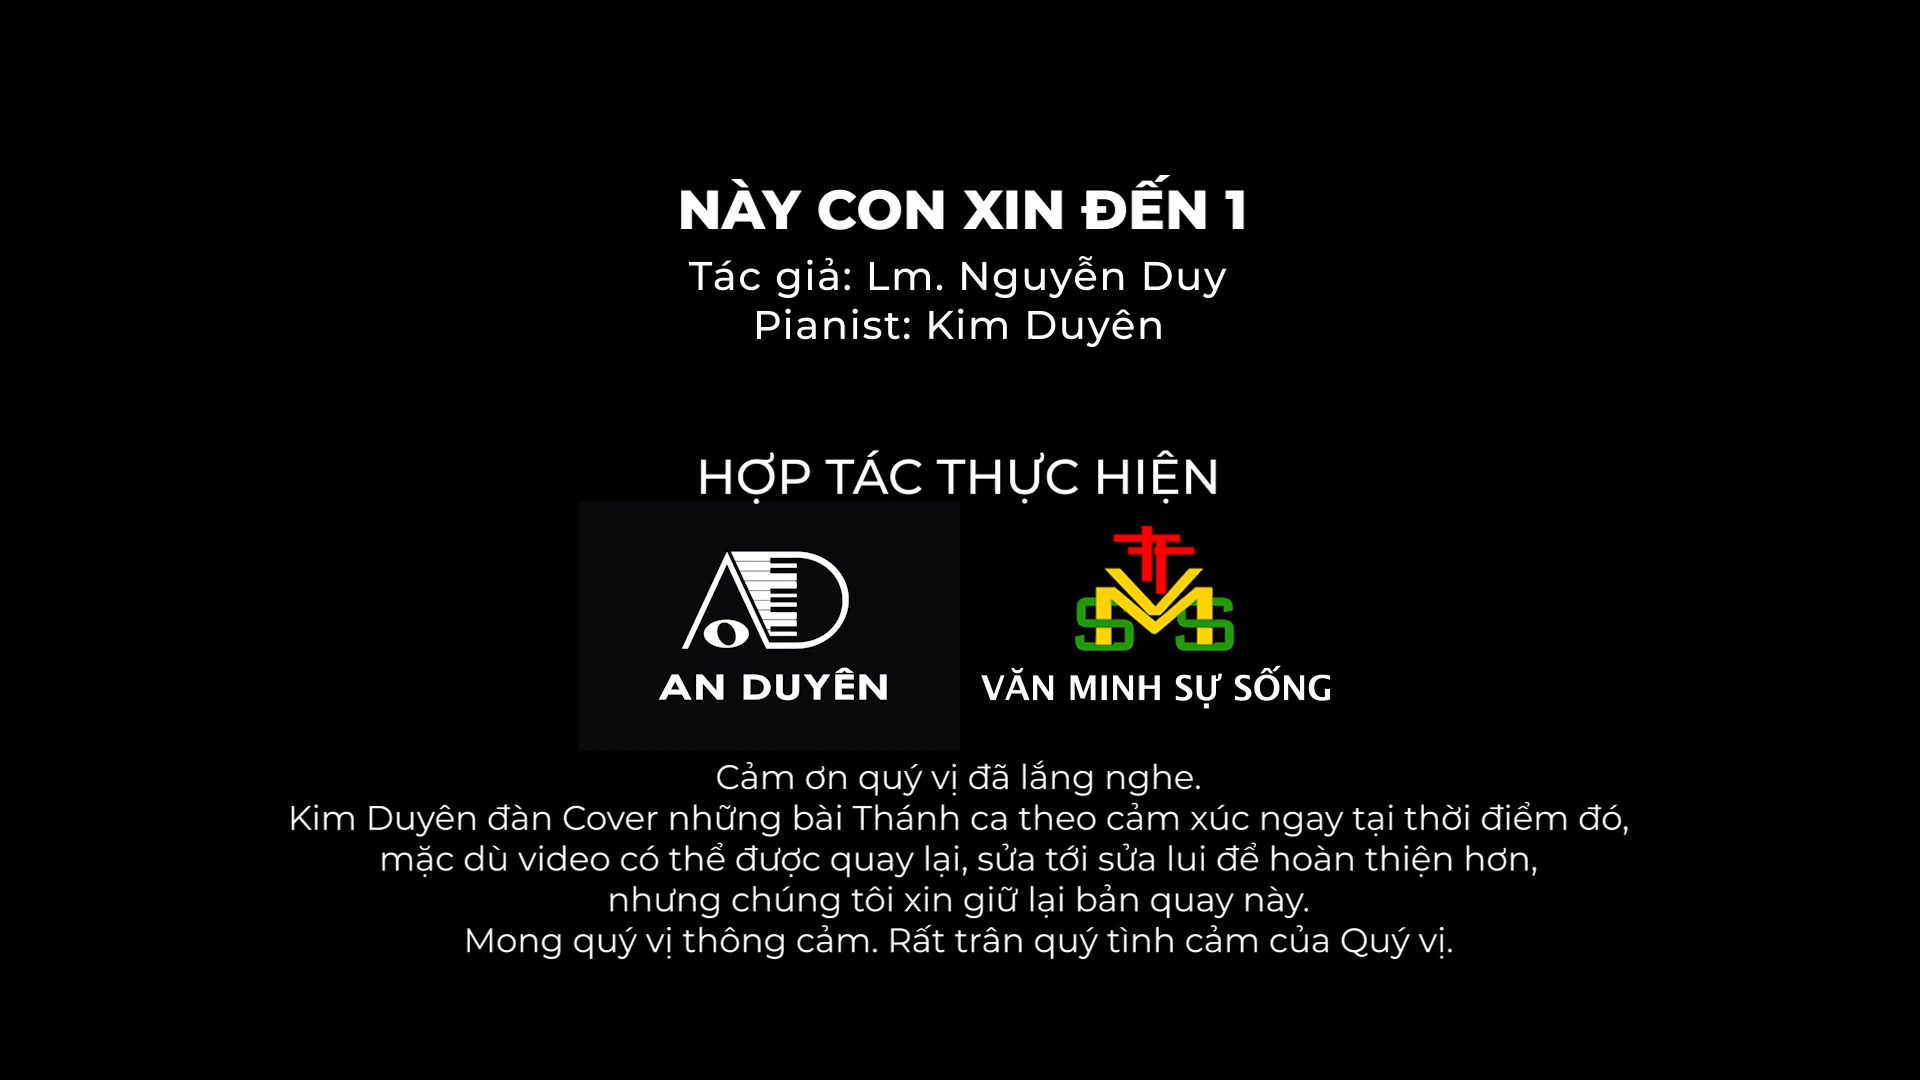 NÀY CON XIN ĐẾN 1
Tác giả: Lm. Nguyễn Duy
Pianist: Kim Duyên
HỢP TÁC THỰC HIỆN
AN DUYÊN
VĂN MINH SỰ SỐNG
Cảm ơn quý vị đã lắng nghe.
Kim Duyên đàn Cover những bài Thánh ca theo cảm xúc ngay tại thời điểm đó,
mặc dù video có thể được quay lại, sửa tới sửa lui để hoàn thiện hơn,
nhưng chúng tôi xin giữ lại bản quay này.
Mong quý vị thông cảm. Rất trân quý tình cảm của Quý vị.